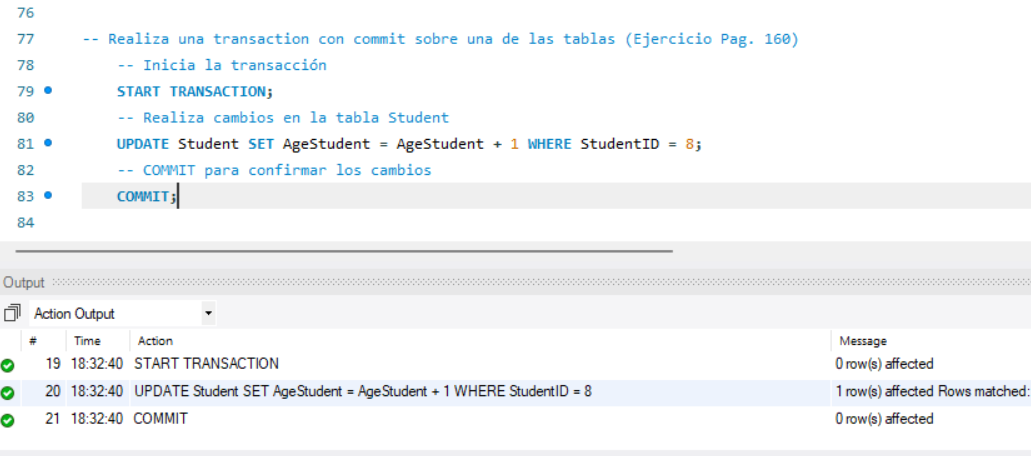 76
77 -- Realiza una transaction con commit sobre una de las tablas (Ejercicio Pag. 160)
78 -- Inicia la transacción
79 START TRANSACTION;
80 -- Realiza cambios en la tabla Student
81 UPDATE Student SET AgeStudent = AgeStudent + 1 WHERE StudentID = 8;
82 -- COMMIT para confirmar los cambios
83 COMMIT;
84
Output
Action Output
# Time Action Message
19 18:32:40 START TRANSACTION 0 row(s) affected
20 18:32:40 UPDATE Student SET AgeStudent = AgeStudent + 1 WHERE StudentID = 8 1 row(s) affected Rows matched:
21 18:32:40 COMMIT 0 row(s) affected